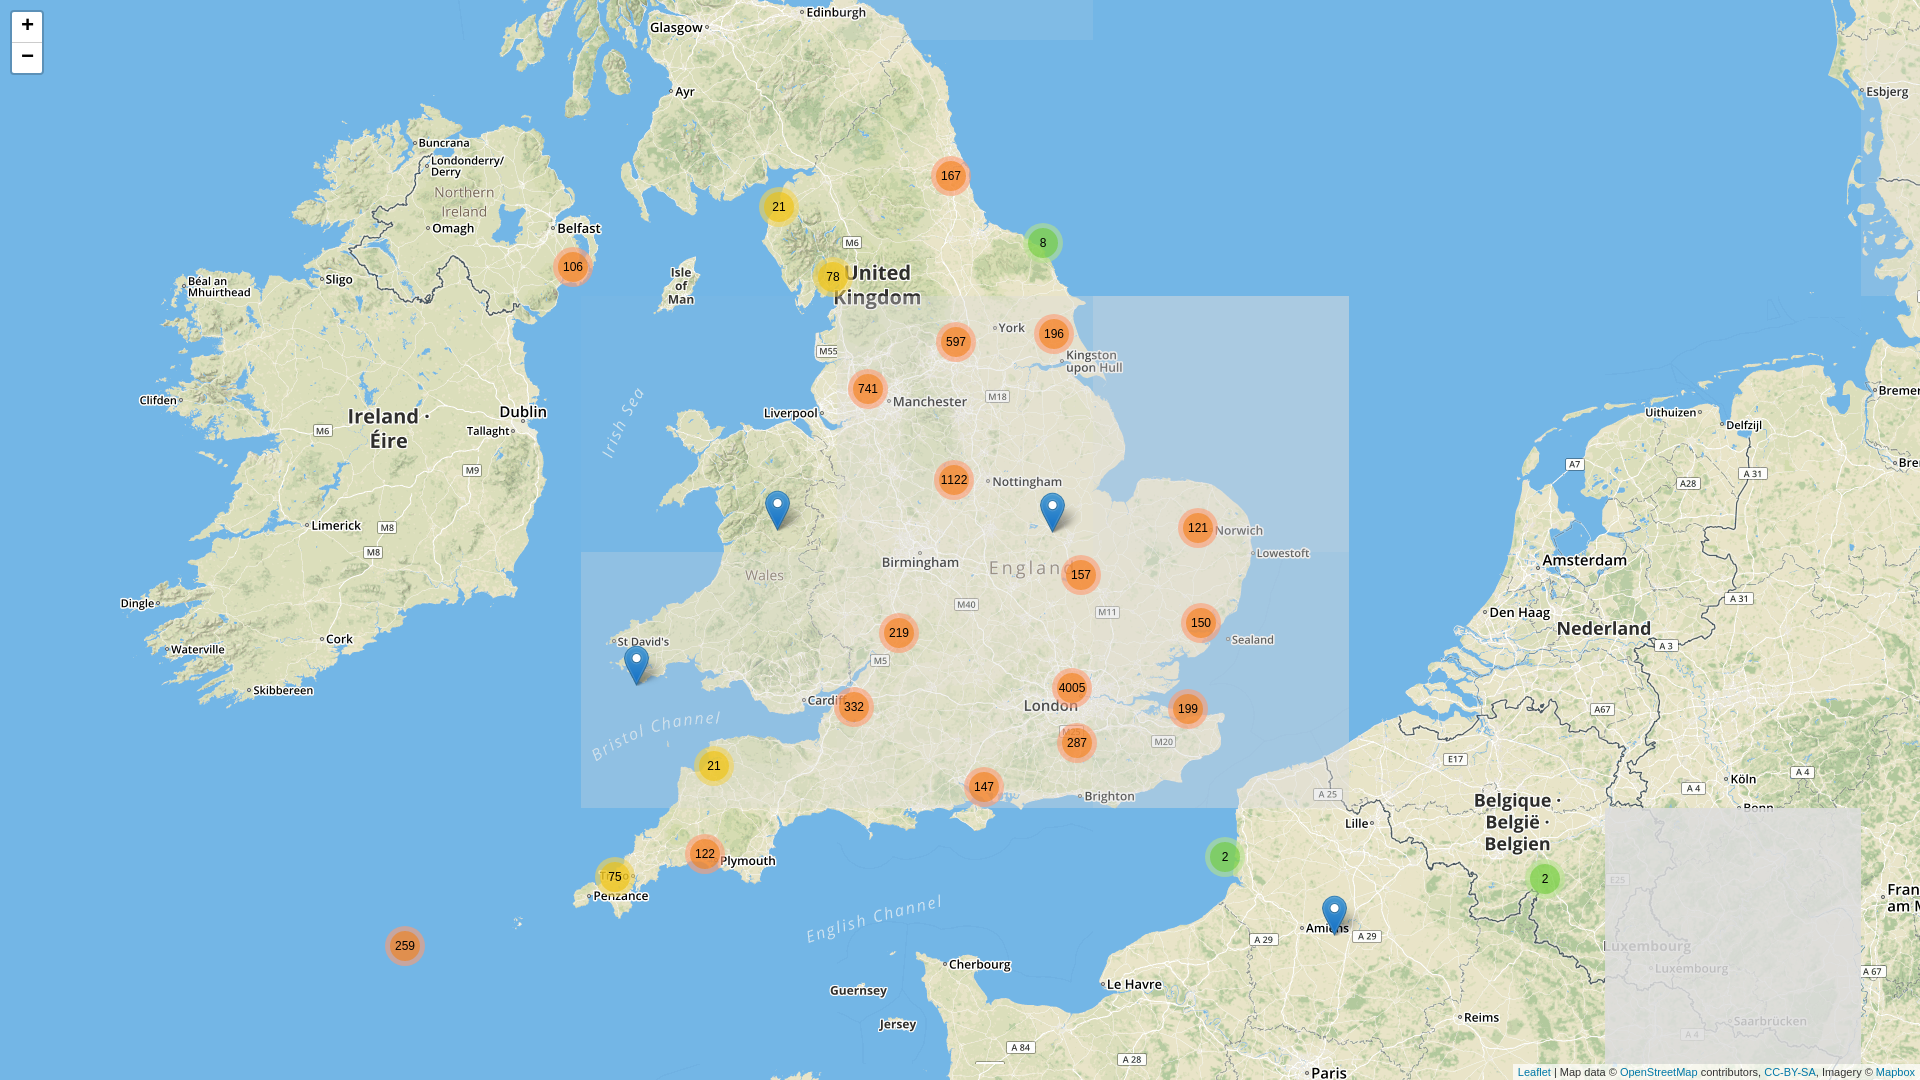 +
−
Edinburgh
Glasgow
Ayr
Esbjerg
Buncrana
Londonderry/
Derry
Northern
Ireland
Omagh
Belfast
167
21
M6
8
106
78
United
Kingdom
Isle
of
Man
Sligo
Béal an
Mhuirthead
York
196
597
M55
Kingston
upon Hull
741
Manchester
M18
Liverpool
Clifden
Ireland ·
Éire
Dublin
Tallaght
M6
M9
Irish Sea
Uithuizen
Delfzijl
A7
A 31
A28
1122
Nottingham
121
Norwich
Lowestoft
Limerick
M8
M8
Birmingham
England
157
Wales
M40
M11
Amsterdam
Den Haag
A 31
Nederland
A 3
Dingle
Cork
Waterville
Skibbereen
St David's
219
M5
150
Sealand
4005
London
199
332
287
M20
Bristol Channel
A67
E17
21
147
Brighton
A 25
Lille
Köln
A 4
A 4
Belgique ·
België ·
Belgien
122
Plymouth
75
Penzance
2
2
E25
English Channel
259
Amiens
A 29
A 29
Luxembourg
Luxembourg
A 67
Cherbourg
Guernsey
Le Havre
Jersey
Reims
Saarbrücken
A 4
A 84
A 28
Paris
Leaflet | Map data © OpenStreetMap contributors, CC-BY-SA, Imagery © Mapbox